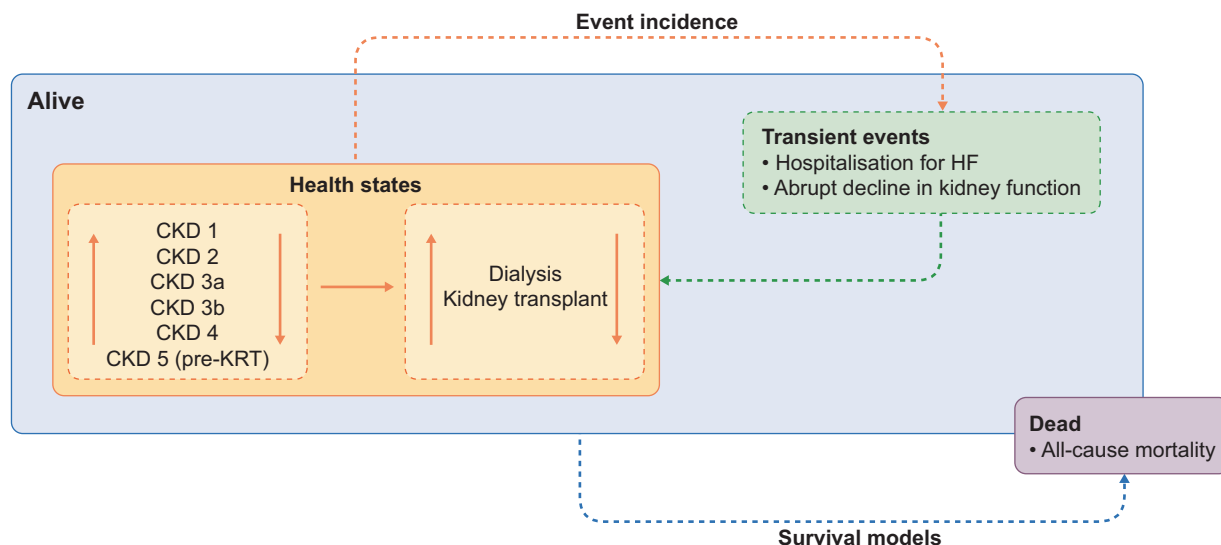 Event incidence
Alive
Transient events
• Hospitalisation for HF
• Abrupt decline in kidney function
Health states
CKD 1
CKD 2
CKD 3a
CKD 3b
CKD 4
CKD 5 (pre-KRT)
Dialysis
Kidney transplant
Dead
• All-cause mortality
Survival models